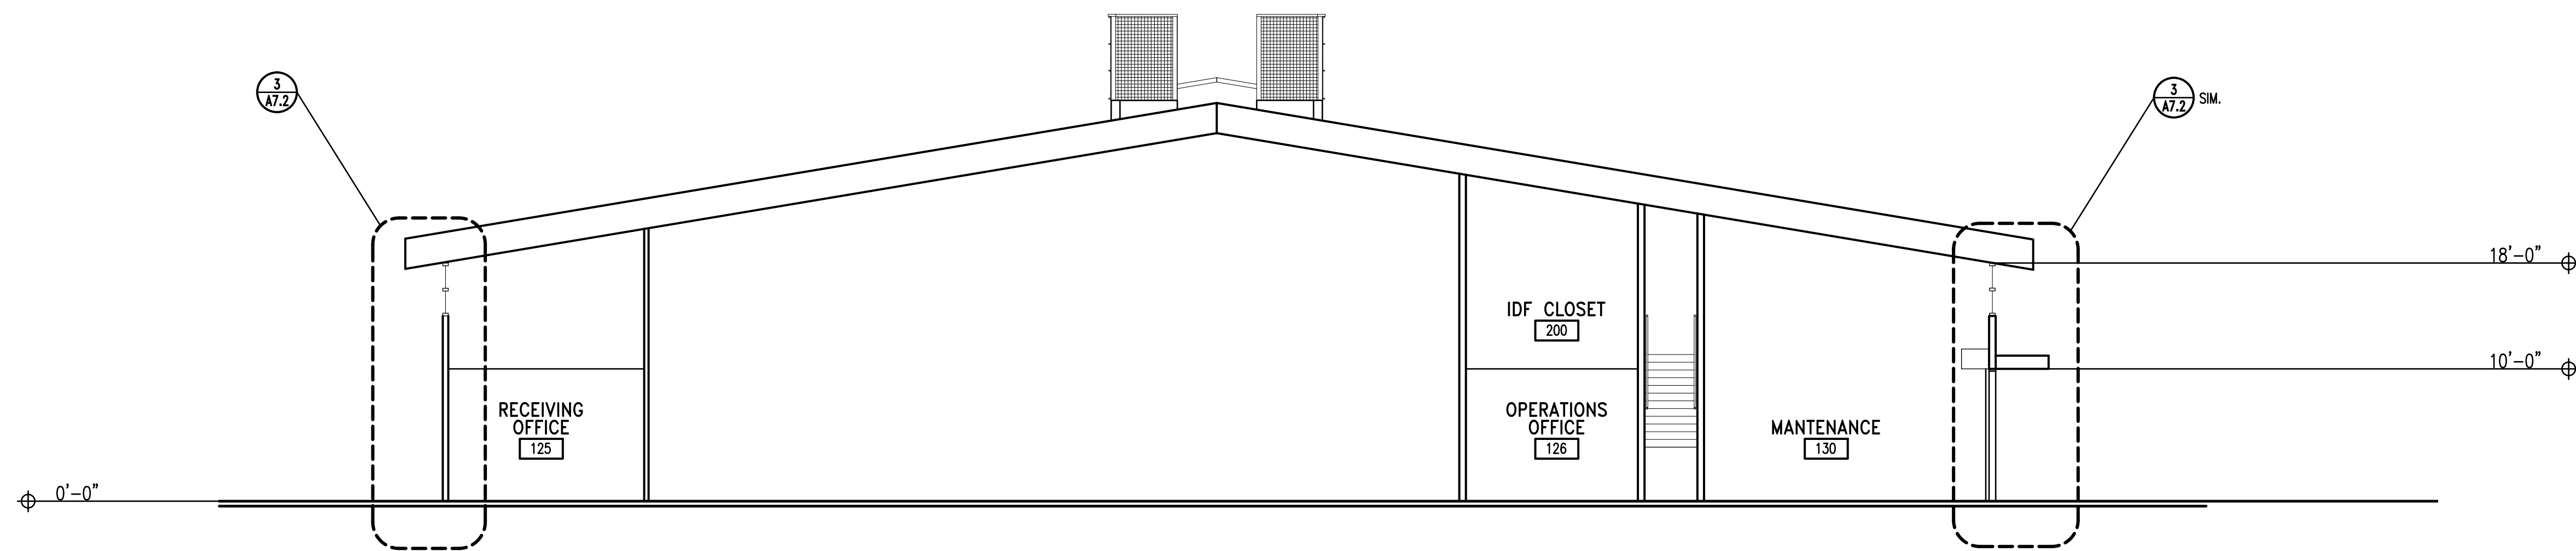 3
A7.2
3
A7.2
SIM.
18'-0"
IDF CLOSET
200
10'-0"
RECEIVING
OFFICE
125
OPERATIONS
OFFICE
126
MANTENANCE
130
0'-0"